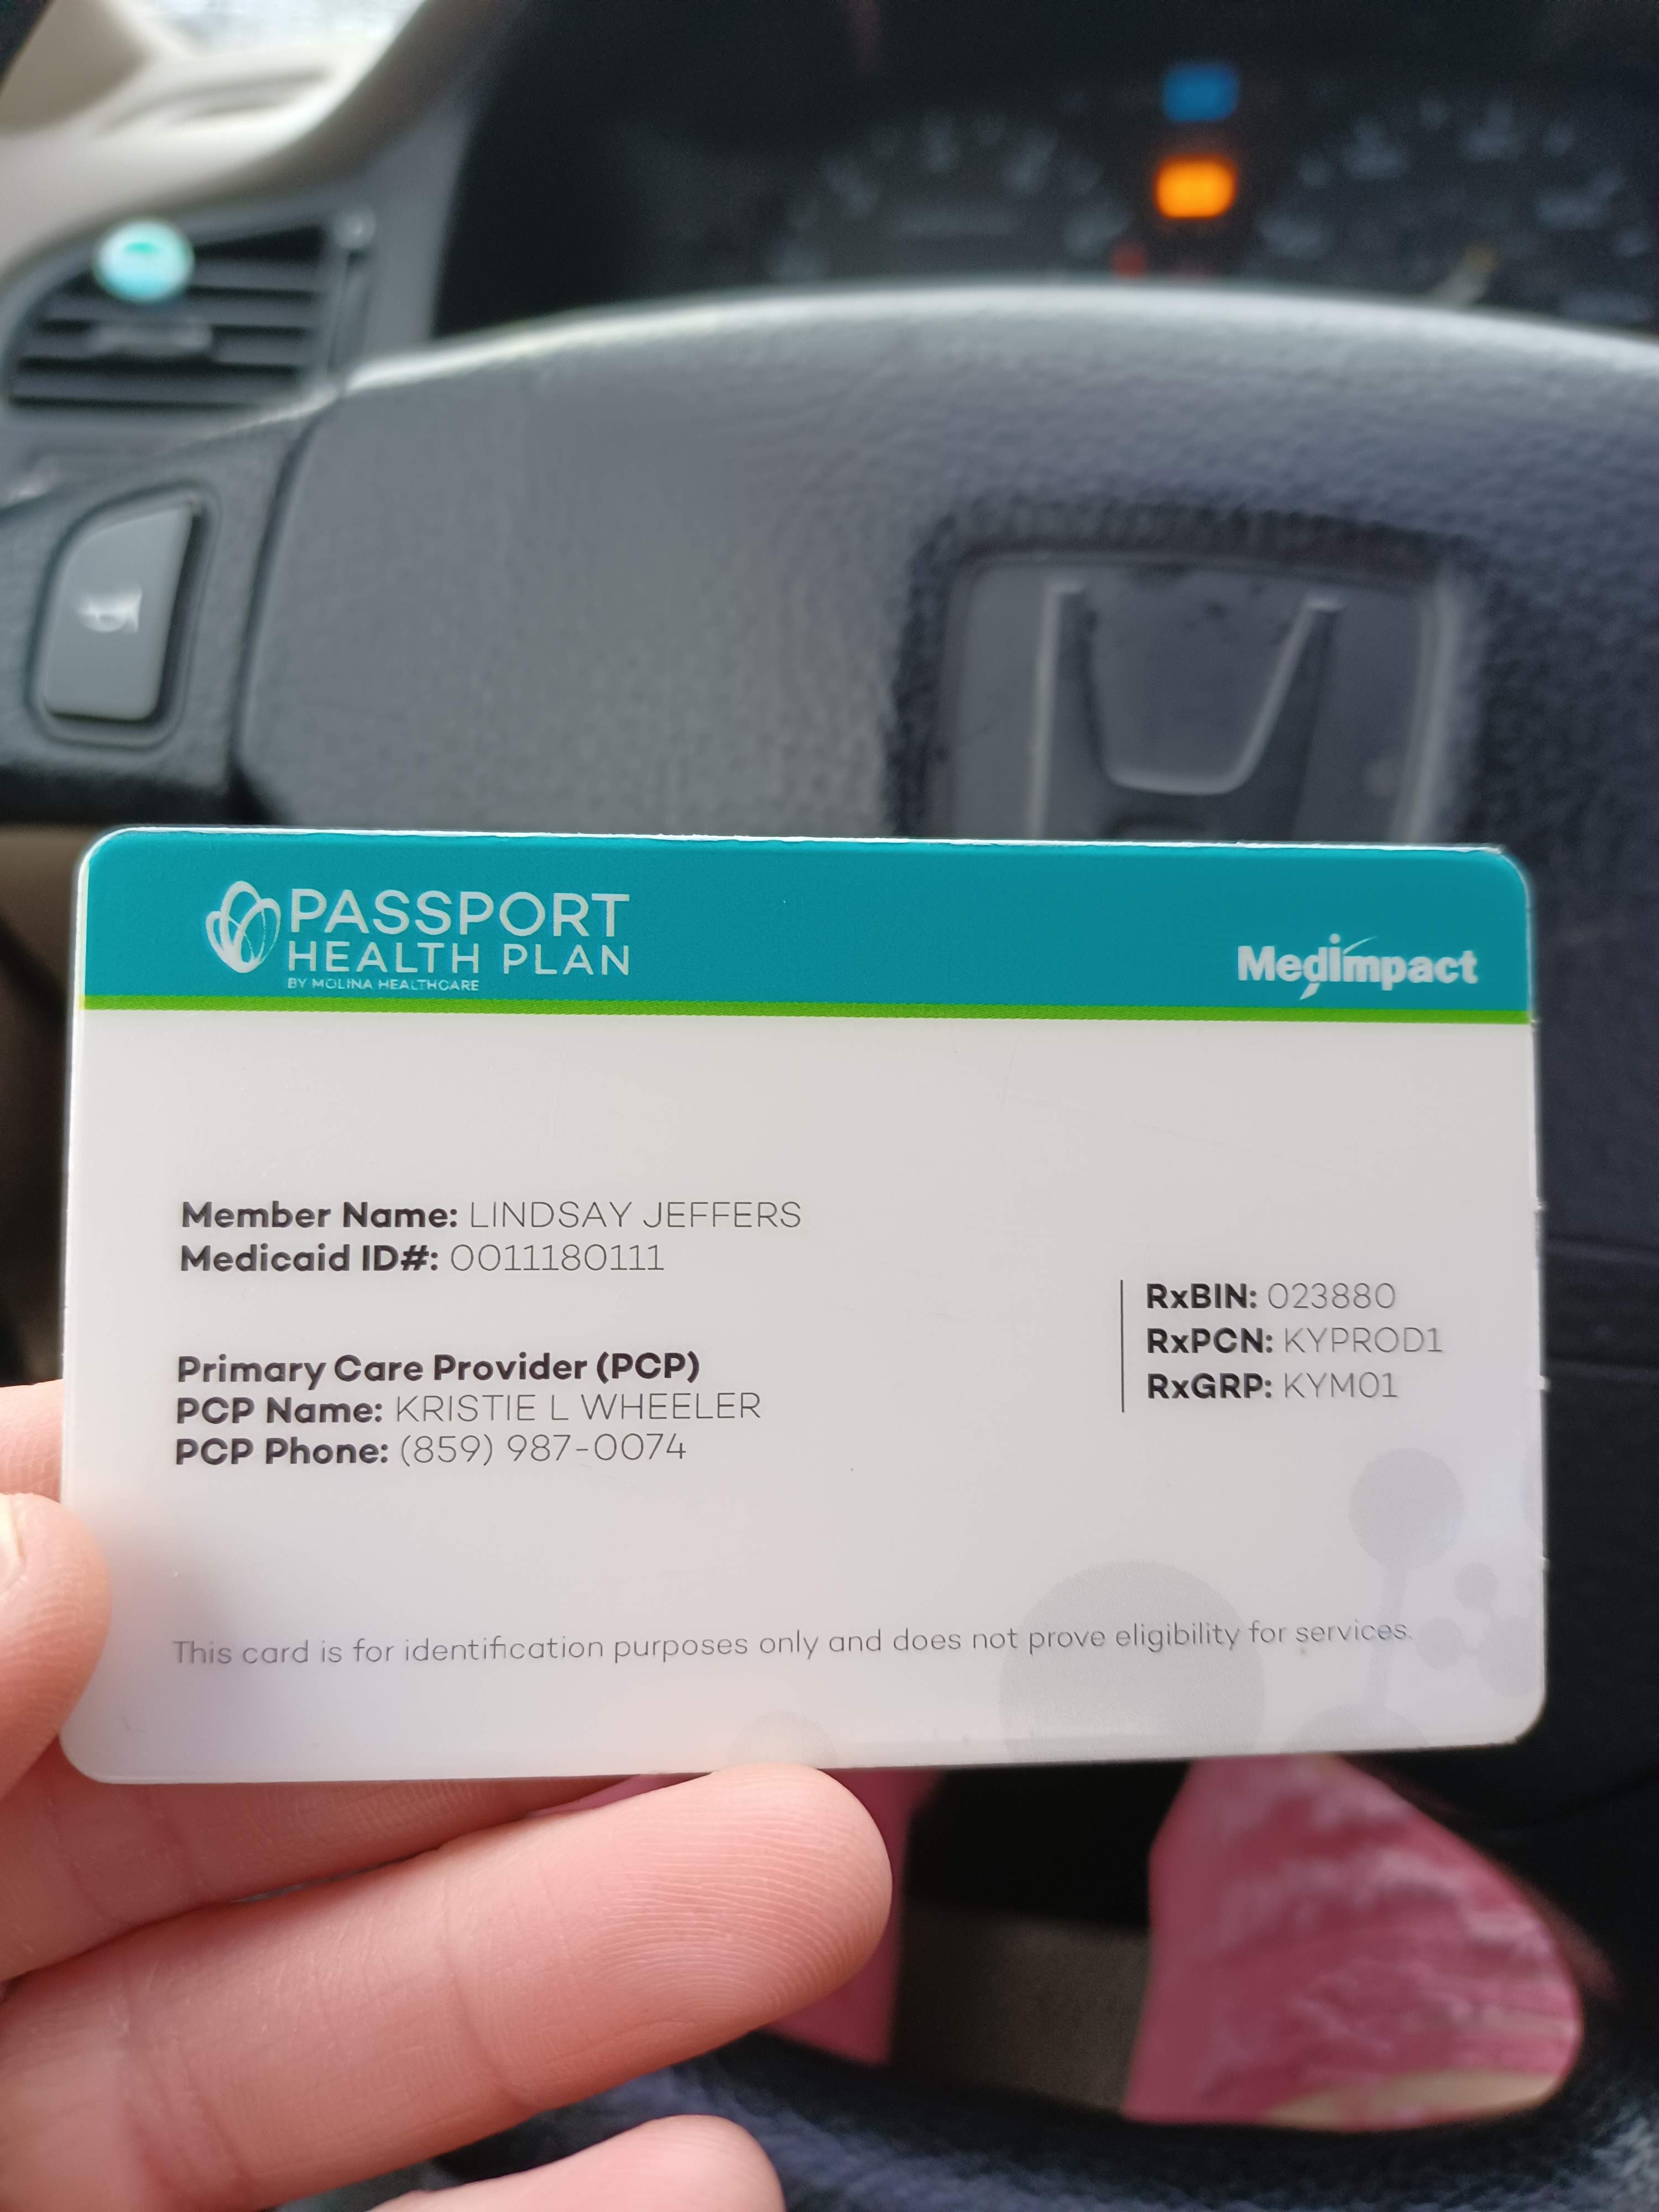 PASSPORT
HEALTH PLAN
BY MOLINA HEALTHCARE
MedImpact
Member Name: LINDSAY JEFFERS
Medicaid ID#: 0011180111
Primary Care Provider (PCP)
PCP Name: KRISTIE L WHEELER
PCP Phone: (859) 987-0074
RxBIN: 023880
RxPCN: KYPROD1
RxGRP: KYM01
This card is for identification purposes only and does not prove eligibility for services.